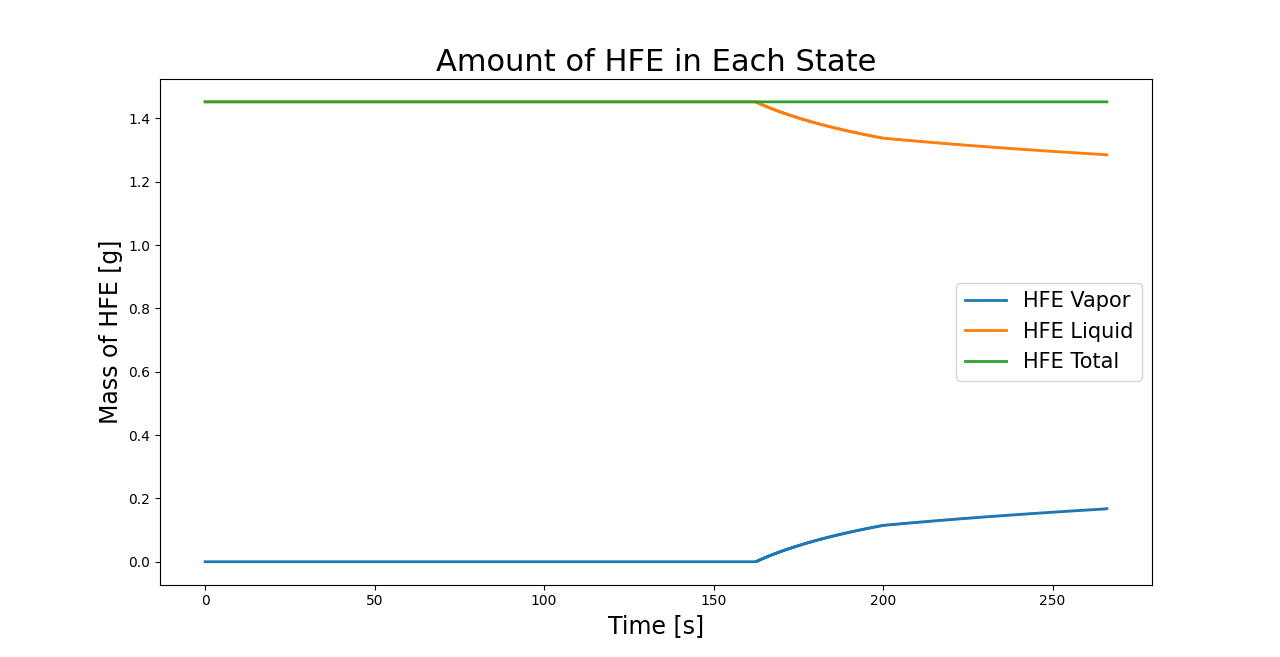 Amount of HFE in Each State
Mass of HFE [g]
1.4
1.2
1.0
0.8
0.6
0.4
0.2
0.0
HFE Vapor
HFE Liquid
HFE Total
0 50 100 150 200 250
Time [s]